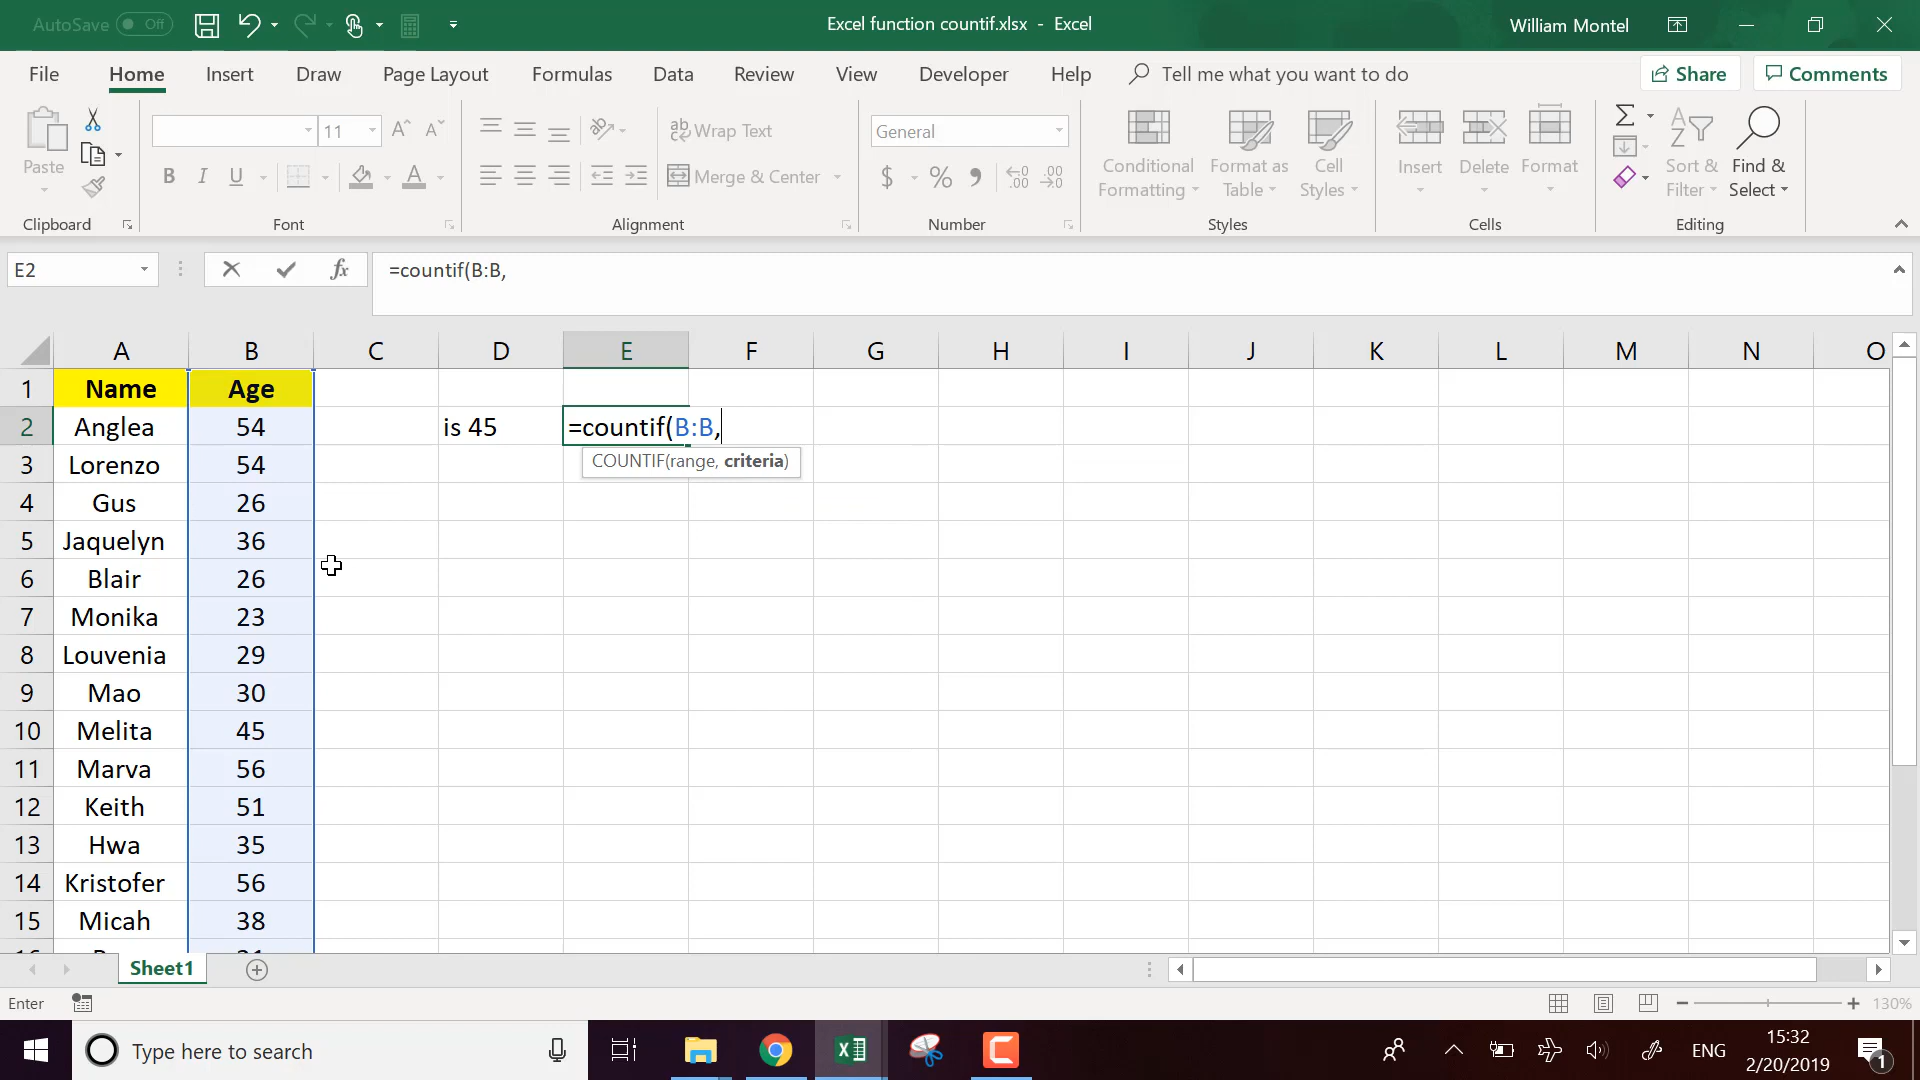 AutoSave Off Excel function countif.xlsx - Excel William Montel
File Home Insert Draw Page Layout Formulas Data Review View Developer Help Tell me what you want to do Share Comments
11 ab Wrap Text General
Paste B I U A Merge & Center $ % , Conditional Formatting Format as Table Cell Styles Insert Delete Format Sort & Filter Find & Select
Clipboard Font Alignment Number Styles Cells Editing
E2 fx =countif(B:B,
A B C D E F G H I J K L M N O
1 Name Age
2 Anglea 54 is 45 =countif(B:B,
COUNTIF(range, criteria)
3 Lorenzo 54
4 Gus 26
5 Jaquelyn 36
6 Blair 26
7 Monika 23
8 Louvenia 29
9 Mao 30
10 Melita 45
11 Marva 56
12 Keith 51
13 Hwa 35
14 Kristofer 56
15 Micah 38
Sheet1
Enter 130%
Type here to search ENG 15:32
2/20/2019 1